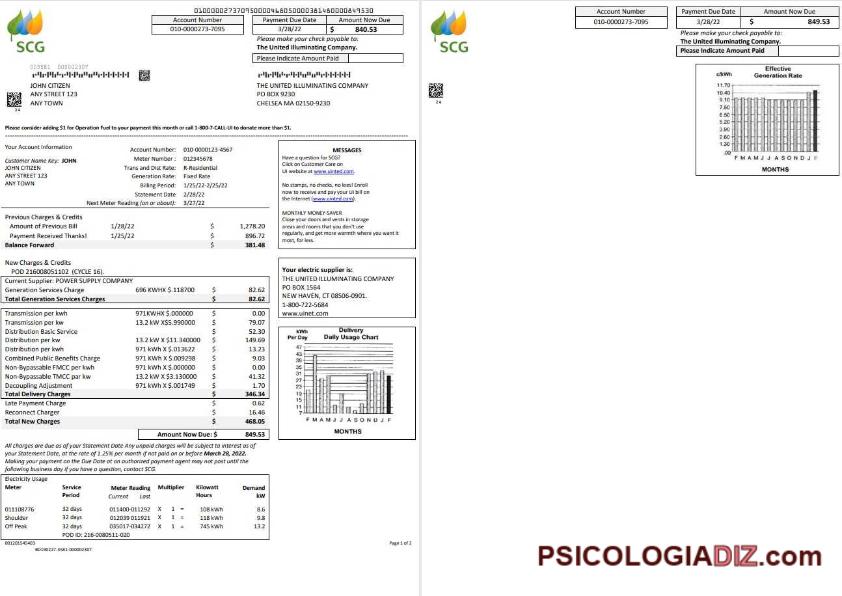 SCG
010000027370950000468050000381460000849530
Account Number
010-0000273-7095
Payment Due Date
Amount Now Due
3/28/22
$ 840.53
Please make your check payable to:
The United Illuminating Company.
Please Indicate Amount Paid
JOHN CITIZEN
ANY STREET 123
ANY TOWN
THE UNITED ILLUMINATING COMPANY
PO BOX 9230
CHELSEA MA 02150-9230
24
Please consider adding $1 for Operation Fuel to your payment this month or call 1-800-7-CALL-UI to donate more than $1.
Your Account Information
Customer Name Key: JOHN
JOHN CITIZEN
ANY STREET 123
ANY TOWN
Account Number: 010-0000123-4567
Meter Number : 012345678
Trans and Dist Rate: R-Residential
Generation Rate: Fixed Rate
Billing Period: 1/25/22-2/25/22
Statement Date 2/28/22
Next Meter Reading (on or about): 3/27/22
Previous Charges & Credits
Amount of Previous Bill 1/28/22 $ 1,278.20
Payment Received Thanks! 1/25/22 $ 896.72
Balance Forward $ 381.48
New Charges & Credits
POD 216008051102 (CYCLE 16).
Current Supplier: POWER SUPPLY COMPANY
Generation Services Charge 696 KWHX $.118700 $ 82.62
Total Generation Services Charges $ 82.62
Transmission per kwh 971KWHX $.000000 $ 0.00
Transmission per kw 13.2 kW X$5.990000 $ 79.07
Distribution Basic Service $ 52.30
Distribution per kw 13.2 kW X $11.340000 $ 149.69
Distribution per kwh 971 KWh X $.013622 $ 13.23
Combined Public Benefits Charge 971 KWh X $.009298 $ 9.03
Non-Bypassable FMCC per kwh 971 kWh X $.000000 $ 0.00
Non-Bypassable TMCC par kw 13.2 kW X $3.130000 $ 41.32
Decoupling Adjustment 971 kWh X $.001749 $ 1.70
Total Delivery Charges $ 346.34
Late Payment Charge $ 0.62
Reconnect Charger $ 16.46
Total New Charges $ 468.05
Amount Now Due: $ 849.53
All charges are due as of your Statement Date Any unpaid charges will be subject to interest as of
your Statement Date, at the rate of 1.25% per month if not paid on or before March 28, 2022.
Making your payment on the Due Date at an authorized payment agent may not post until the
following business day if you have a question, contact SCG.
Electricity Usage
Meter Service Period Meter Reading Current Last Multiplier Kilowatt Hours Demand kW
011108776 32 days 011400-011292 X 1 = 108 kWh 8.6
Shoulder 32 days 012039 011921 X 1 = 118 kWh 9.8
Off Peak 32 days 035017-034272 X 1 = 745 kWh 13.2
POD ID: 216-0080511-020
Page 1 of 2
MESSAGES
Have a question for SCG?
Click on Customer Care on
UI website at www.uinted.com.
No stamps, no checks, no lees! Enroll
now to receive and pay your UI bill on
the Internet (www.uinted.com).
MONTHLY MONEY-SAVER
Close your doors and vents in storage
areas and rooms that you don't use
regularly, and get more warmth where you want it
most, for less.
Your electric supplier is:
THE UNITED ILLUMINATING COMPANY
PO BOX 1564
NEW HAVEN, CT 08506-0901.
1-800-722-5684
www.uinet.com
kWh
Per Day
Delivery
Daily Usage Chart
47
43
39
35
31
27
23
19
15
11
7
F M A M J J A S O N D J F
MONTHS
Account Number
010-0000273-7095
Payment Due Date
Amount Now Due
3/28/22
$ 849.53
Please make your check payable to:
The United Illuminating Company.
Please Indicate Amount Paid
SCG
24
c/kWh
Effective
Generation Rate
11.70
10.40
9.10
7.80
6.50
5.20
3.90
2.60
1.30
.00
F M A M J J A S O N D J F
MONTHS
PSICOLOGIADIZ.com